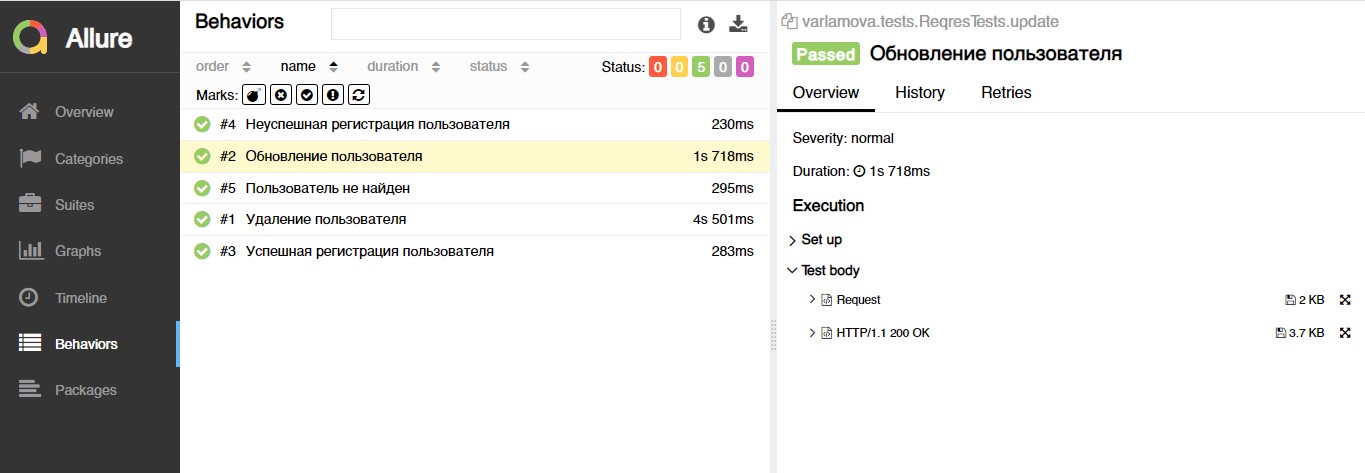 Allure
Overview
Categories
Suites
Graphs
Timeline
Behaviors
Packages
Behaviors
order name duration status Status: 0 0 5 0 0
Marks:
#4 Неуспешная регистрация пользователя 230ms
#2 Обновление пользователя 1s 718ms
#5 Пользователь не найден 295ms
#1 Удаление пользователя 4s 501ms
#3 Успешная регистрация пользователя 283ms
varlamova.tests.ReqresTests.update
Passed Обновление пользователя
Overview History Retries
Severity: normal
Duration: 1s 718ms
Execution
Set up
Test body
Request 2 KB
HTTP/1.1 200 OK 3.7 KB